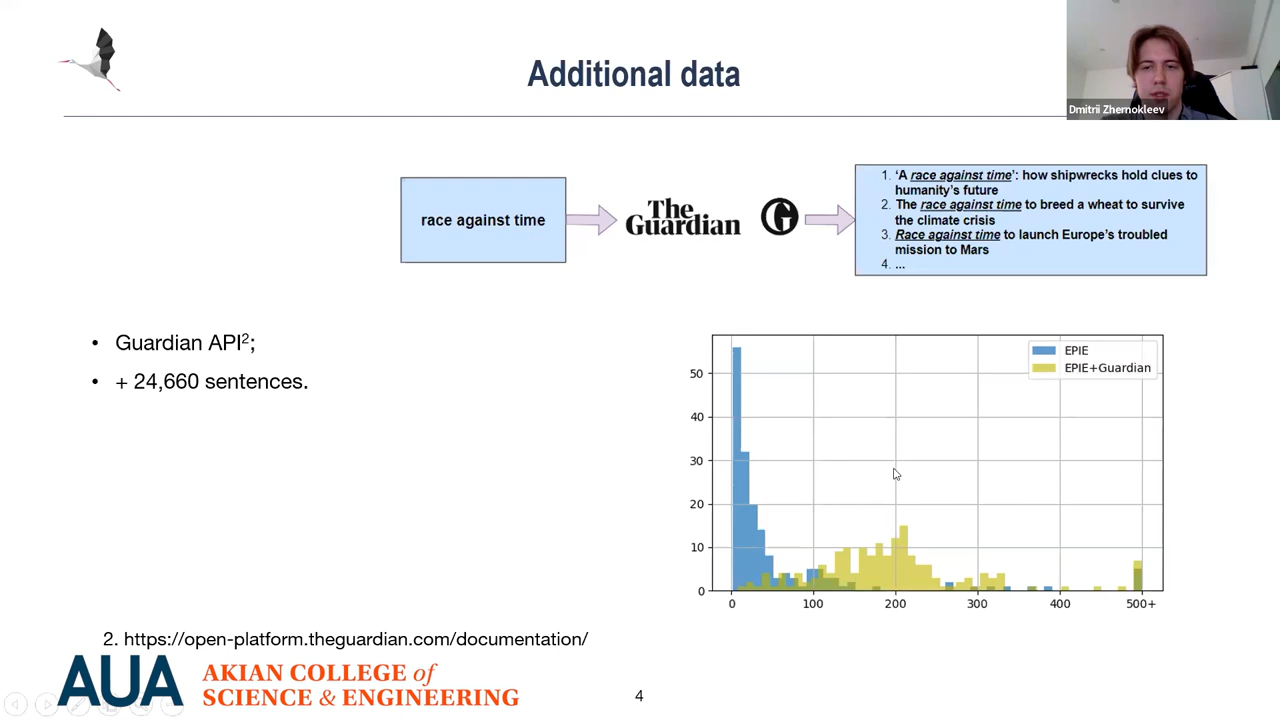 Additional data
Dmitrii Zhernokleev
race against time
The
Guardian
G
1. ‘A race against time’: how shipwrecks hold clues to
humanity’s future
2. The race against time to breed a wheat to survive
the climate crisis
3. Race against time to launch Europe’s troubled
mission to Mars
4. ...
• Guardian API²;
• + 24,660 sentences.
EPIE
EPIE+Guardian
50
40
30
20
10
0
0 100 200 300 400 500+
2. https://open-platform.theguardian.com/documentation/
AUA
AKIAN COLLEGE of
SCIENCE & ENGINEERING
4